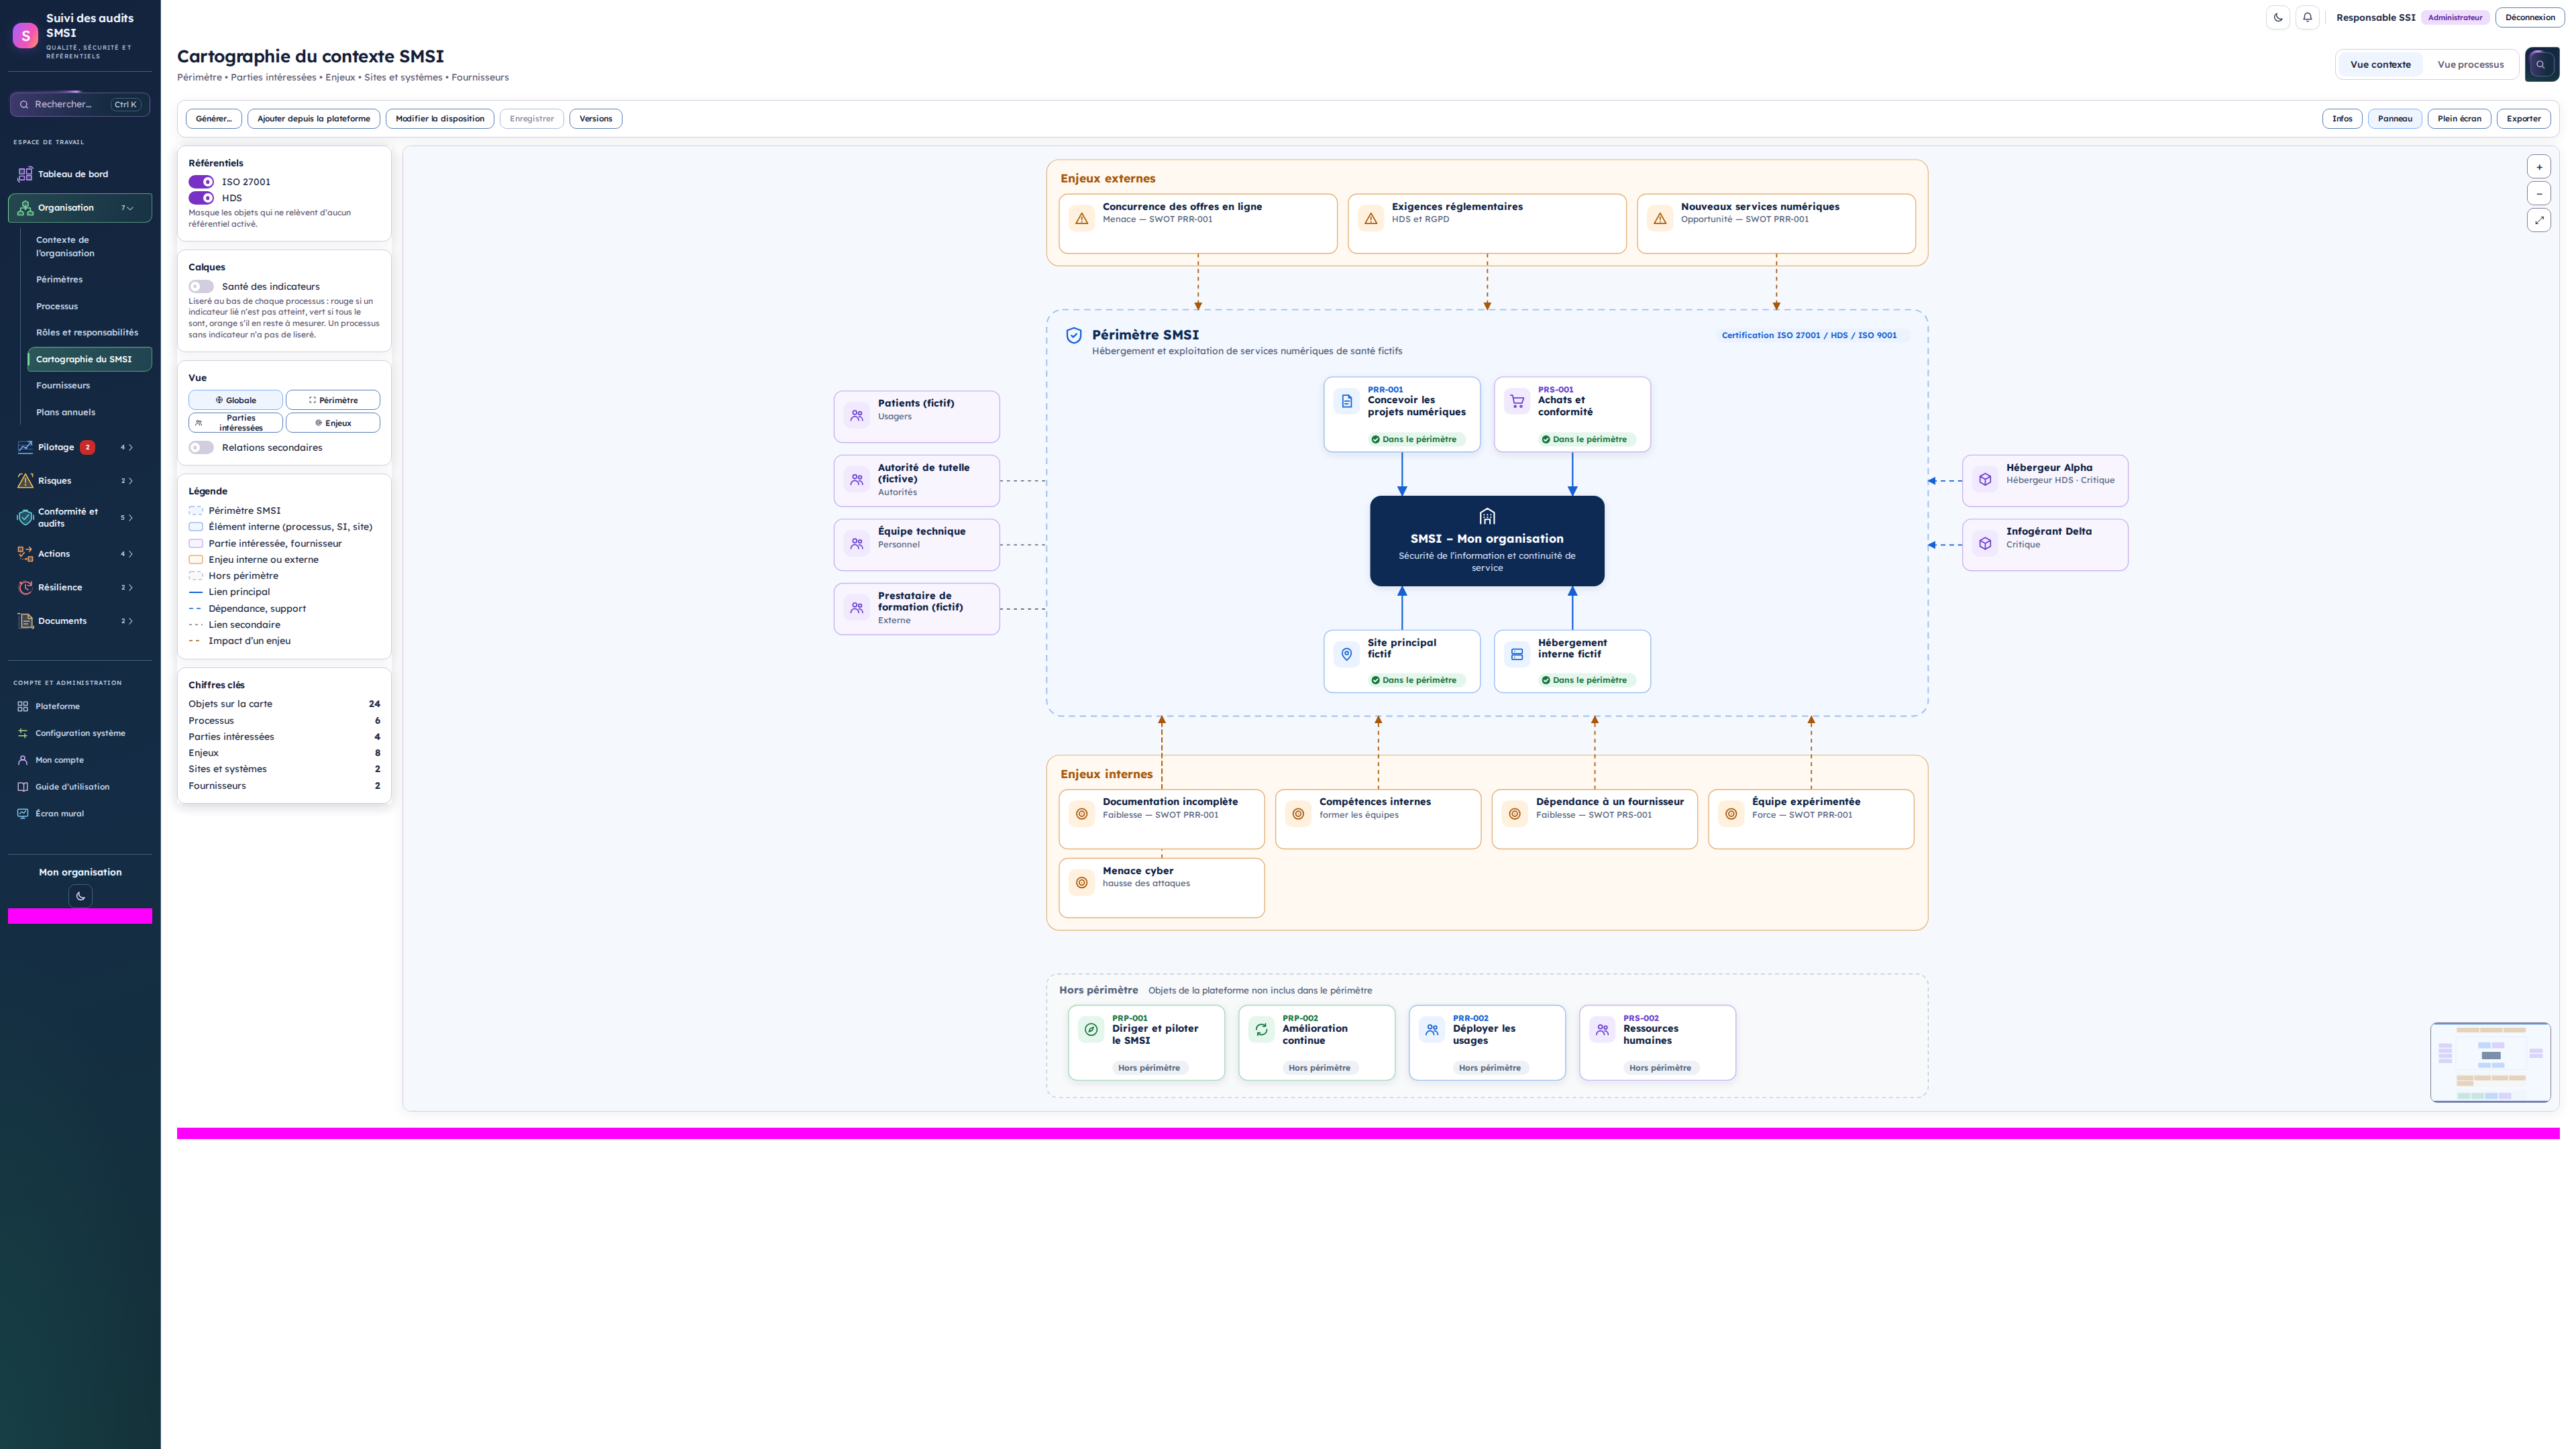 S
Suivi des audits
SMSI
QUALITÉ, SÉCURITÉ ET
RÉFÉRENTIELS
Rechercher... Ctrl K
ESPACE DE TRAVAIL
Tableau de bord
Organisation 7
Contexte de
l'organisation
Périmètres
Processus
Rôles et responsabilités
Cartographie du SMSI
Fournisseurs
Plans annuels
Pilotage 2 4
Risques 2
Conformité et
audits 5
Actions 4
Résilience 2
Documents 2
COMPTE ET ADMINISTRATION
Plateforme
Configuration système
Mon compte
Guide d'utilisation
Écran mural
Mon organisation
Responsable SSI Administrateur Déconnexion
Cartographie du contexte SMSI
Périmètre • Parties intéressées • Enjeux • Sites et systèmes • Fournisseurs
Vue contexte Vue processus
Générer... Ajouter depuis la plateforme Modifier la disposition Enregistrer Versions
Infos Panneau Plein écran Exporter
Référentiels
ISO 27001
HDS
Masque les objets qui ne relèvent d'aucun
référentiel activé.
Calques
Santé des indicateurs
Liseré au bas de chaque processus : rouge si un
indicateur lié n'est pas atteint, vert si tous le
sont, orange s'il en reste à mesurer. Un processus
sans indicateur n'a pas de liseré.
Vue
Globale Périmètre
Parties
intéressées Enjeux
Relations secondaires
Légende
Périmètre SMSI
Élément interne (processus, SI, site)
Partie intéressée, fournisseur
Enjeu interne ou externe
Hors périmètre
Lien principal
Dépendance, support
Lien secondaire
Impact d'un enjeu
Chiffres clés
Objets sur la carte 24
Processus 6
Parties intéressées 4
Enjeux 8
Sites et systèmes 2
Fournisseurs 2
Enjeux externes
Concurrence des offres en ligne
Menace — SWOT PRR-001
Exigences réglementaires
HDS et RGPD
Nouveaux services numériques
Opportunité — SWOT PRR-001
+
−
Périmètre SMSI
Hébergement et exploitation de services numériques de santé fictifs
Certification ISO 27001 / HDS / ISO 9001
Patients (fictif)
Usagers
Autorité de tutelle
(fictive)
Autorités
Équipe technique
Personnel
Prestataire de
formation (fictif)
Externe
PRR-001
Concevoir les
projets numériques
Dans le périmètre
PRS-001
Achats et
conformité
Dans le périmètre
SMSI – Mon organisation
Sécurité de l'information et continuité de
service
Site principal
fictif
Dans le périmètre
Hébergement
interne fictif
Dans le périmètre
Hébergeur Alpha
Hébergeur HDS · Critique
Infogérant Delta
Critique
Enjeux internes
Documentation incomplète
Faiblesse — SWOT PRR-001
Compétences internes
former les équipes
Dépendance à un fournisseur
Faiblesse — SWOT PRS-001
Équipe expérimentée
Force — SWOT PRR-001
Menace cyber
hausse des attaques
Hors périmètre Objets de la plateforme non inclus dans le périmètre
PRP-001
Diriger et piloter
le SMSI
Hors périmètre
PRP-002
Amélioration
continue
Hors périmètre
PRR-002
Déployer les
usages
Hors périmètre
PRS-002
Ressources
humaines
Hors périmètre